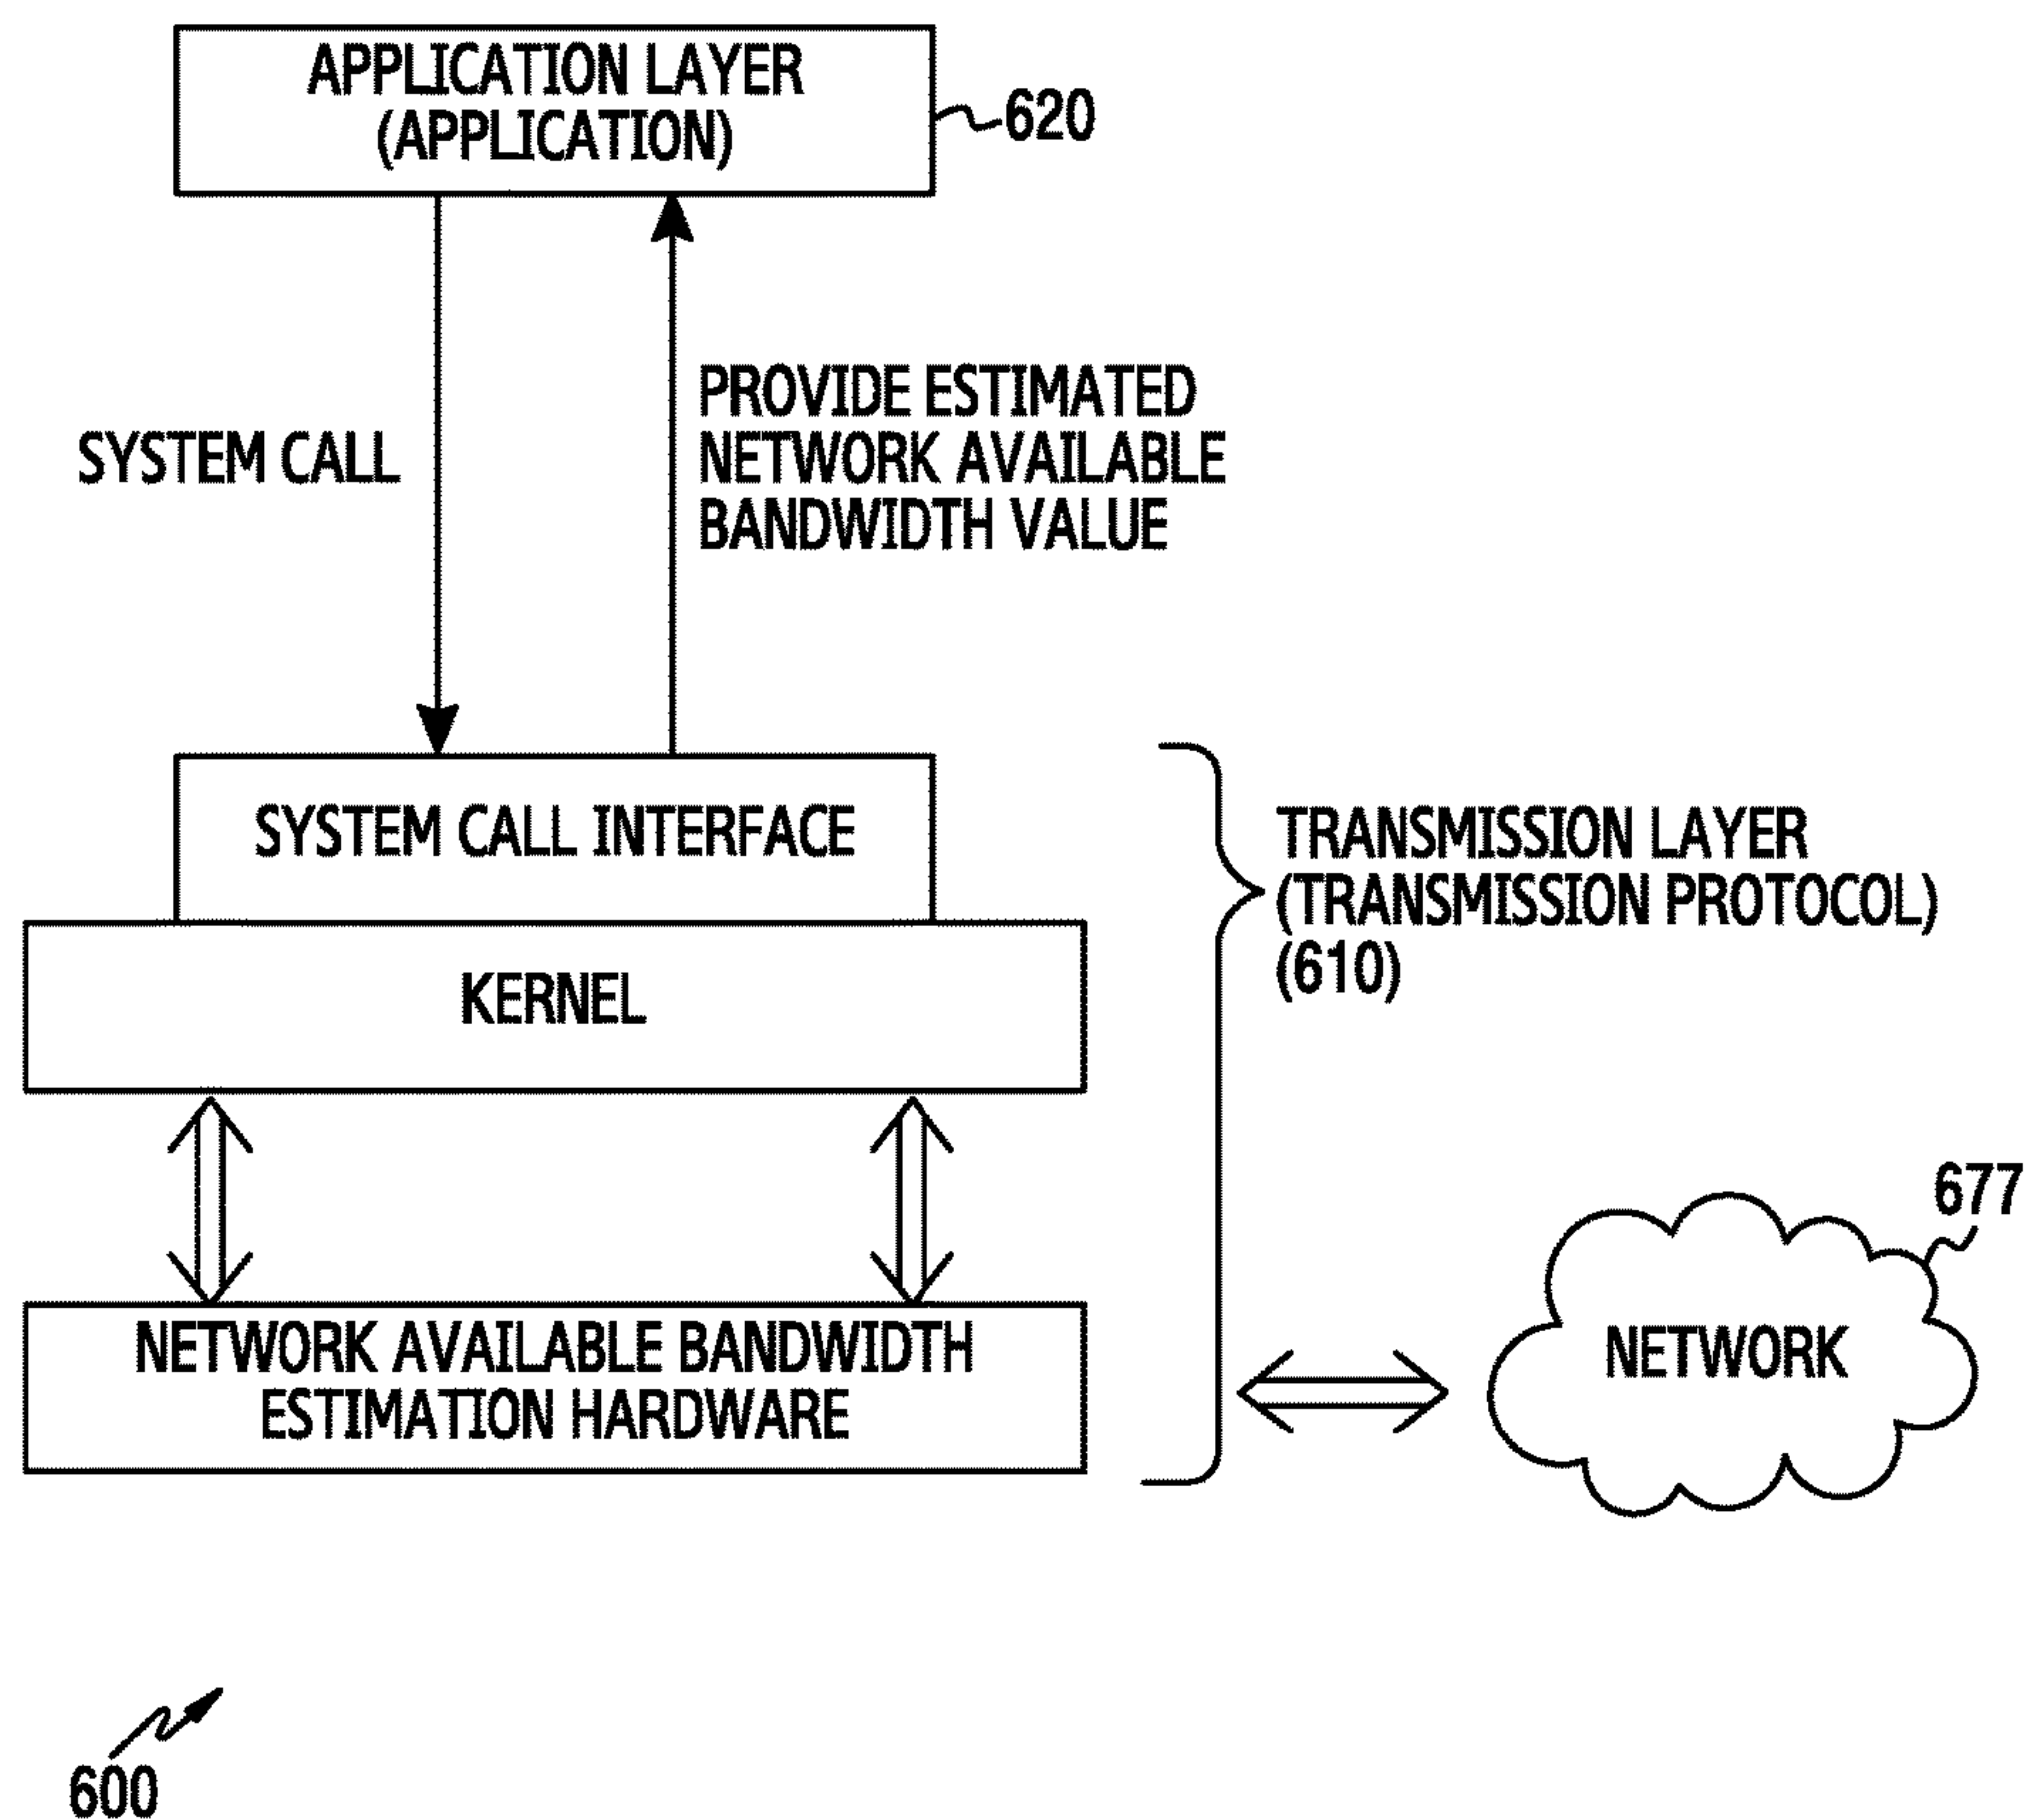 APPLICATION LAYER
(APPLICATION)
620
SYSTEM CALL
PROVIDE ESTIMATED
NETWORK AVAILABLE
BANDWIDTH VALUE
SYSTEM CALL INTERFACE
KERNEL
TRANSMISSION LAYER
(TRANSMISSION PROTOCOL)
(610)
NETWORK AVAILABLE BANDWIDTH
ESTIMATION HARDWARE
677
NETWORK
600